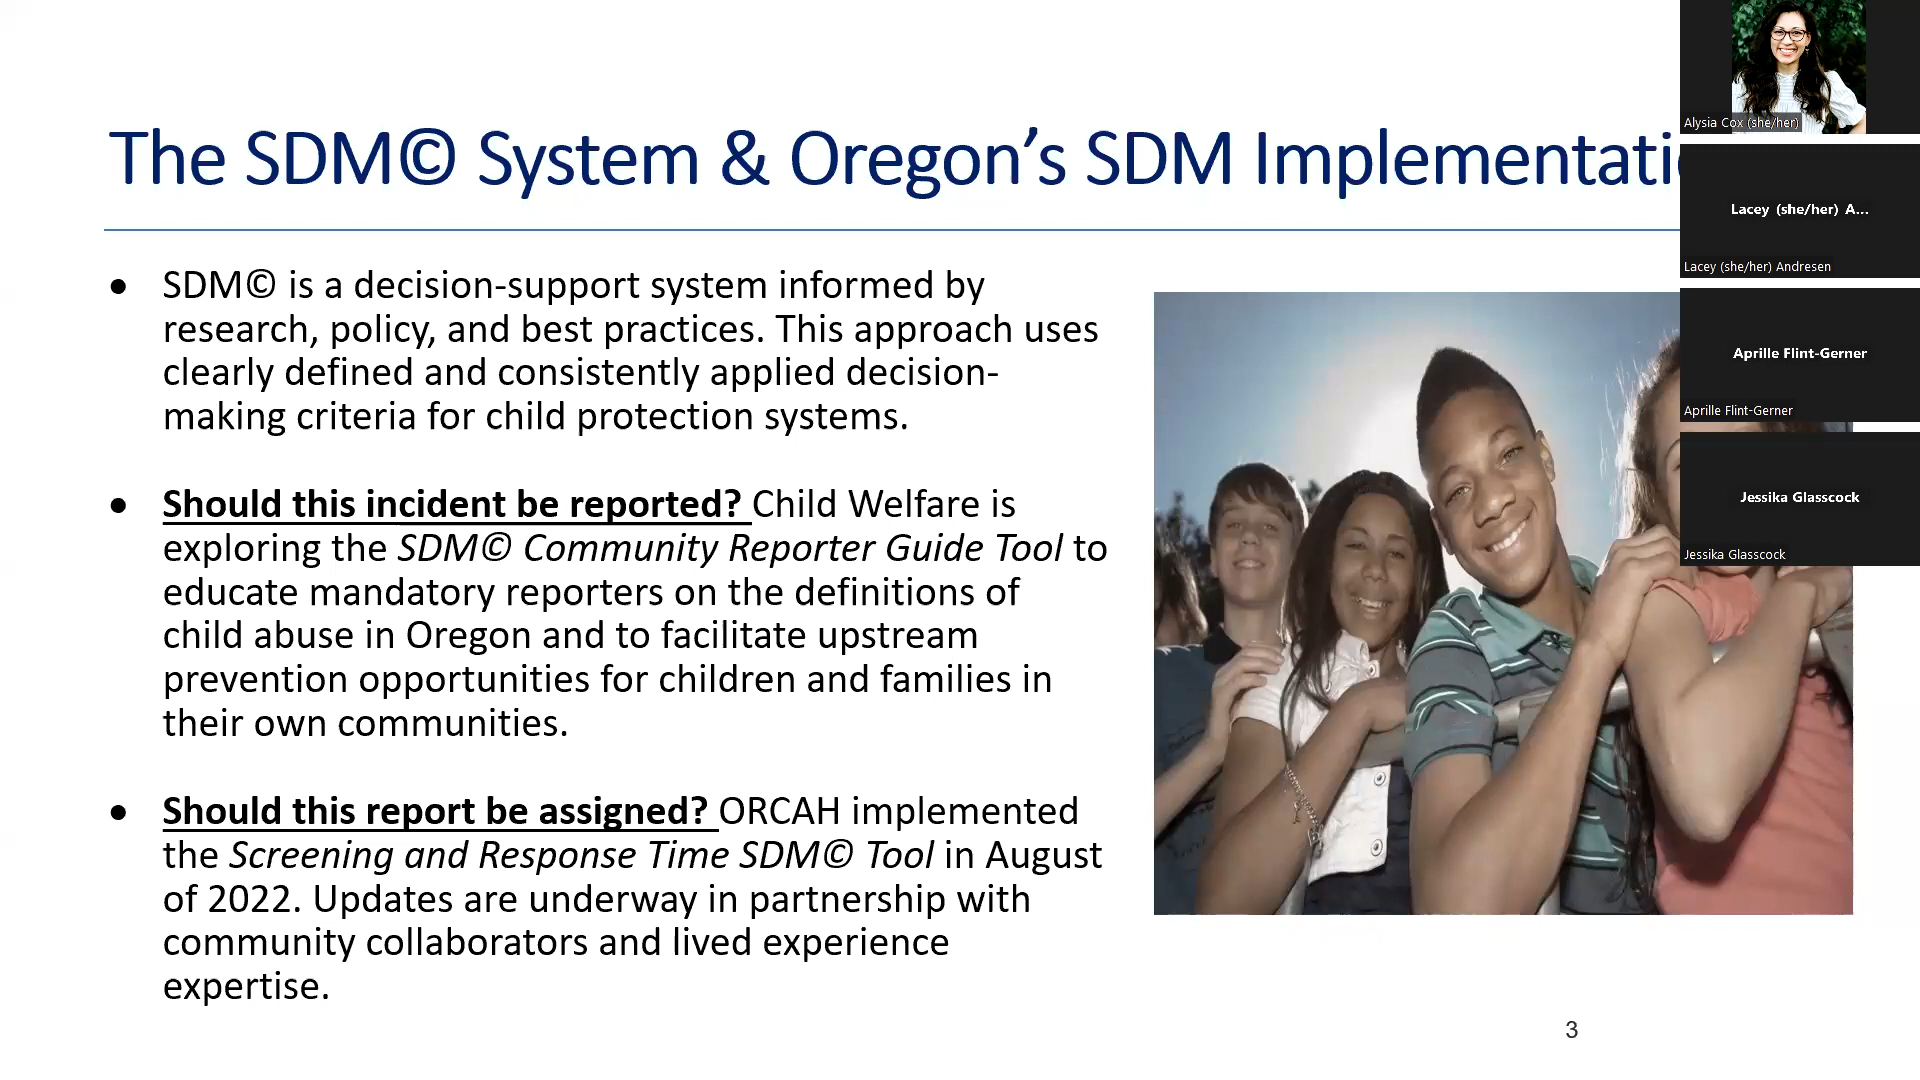 The SDM© System & Oregon’s SDM Implementati
• SDM© is a decision-support system informed by
research, policy, and best practices. This approach uses
clearly defined and consistently applied decision-
making criteria for child protection systems.
• Should this incident be reported? Child Welfare is
exploring the SDM© Community Reporter Guide Tool to
educate mandatory reporters on the definitions of
child abuse in Oregon and to facilitate upstream
prevention opportunities for children and families in
their own communities.
• Should this report be assigned? ORCAH implemented
the Screening and Response Time SDM© Tool in August
of 2022. Updates are underway in partnership with
community collaborators and lived experience
expertise.
3
Alysia Cox (she/her)
Lacey (she/her) A...
Lacey (she/her) Andresen
Aprille Flint-Gerner
Aprille Flint-Gerner
Jessika Glasscock
Jessika Glasscock